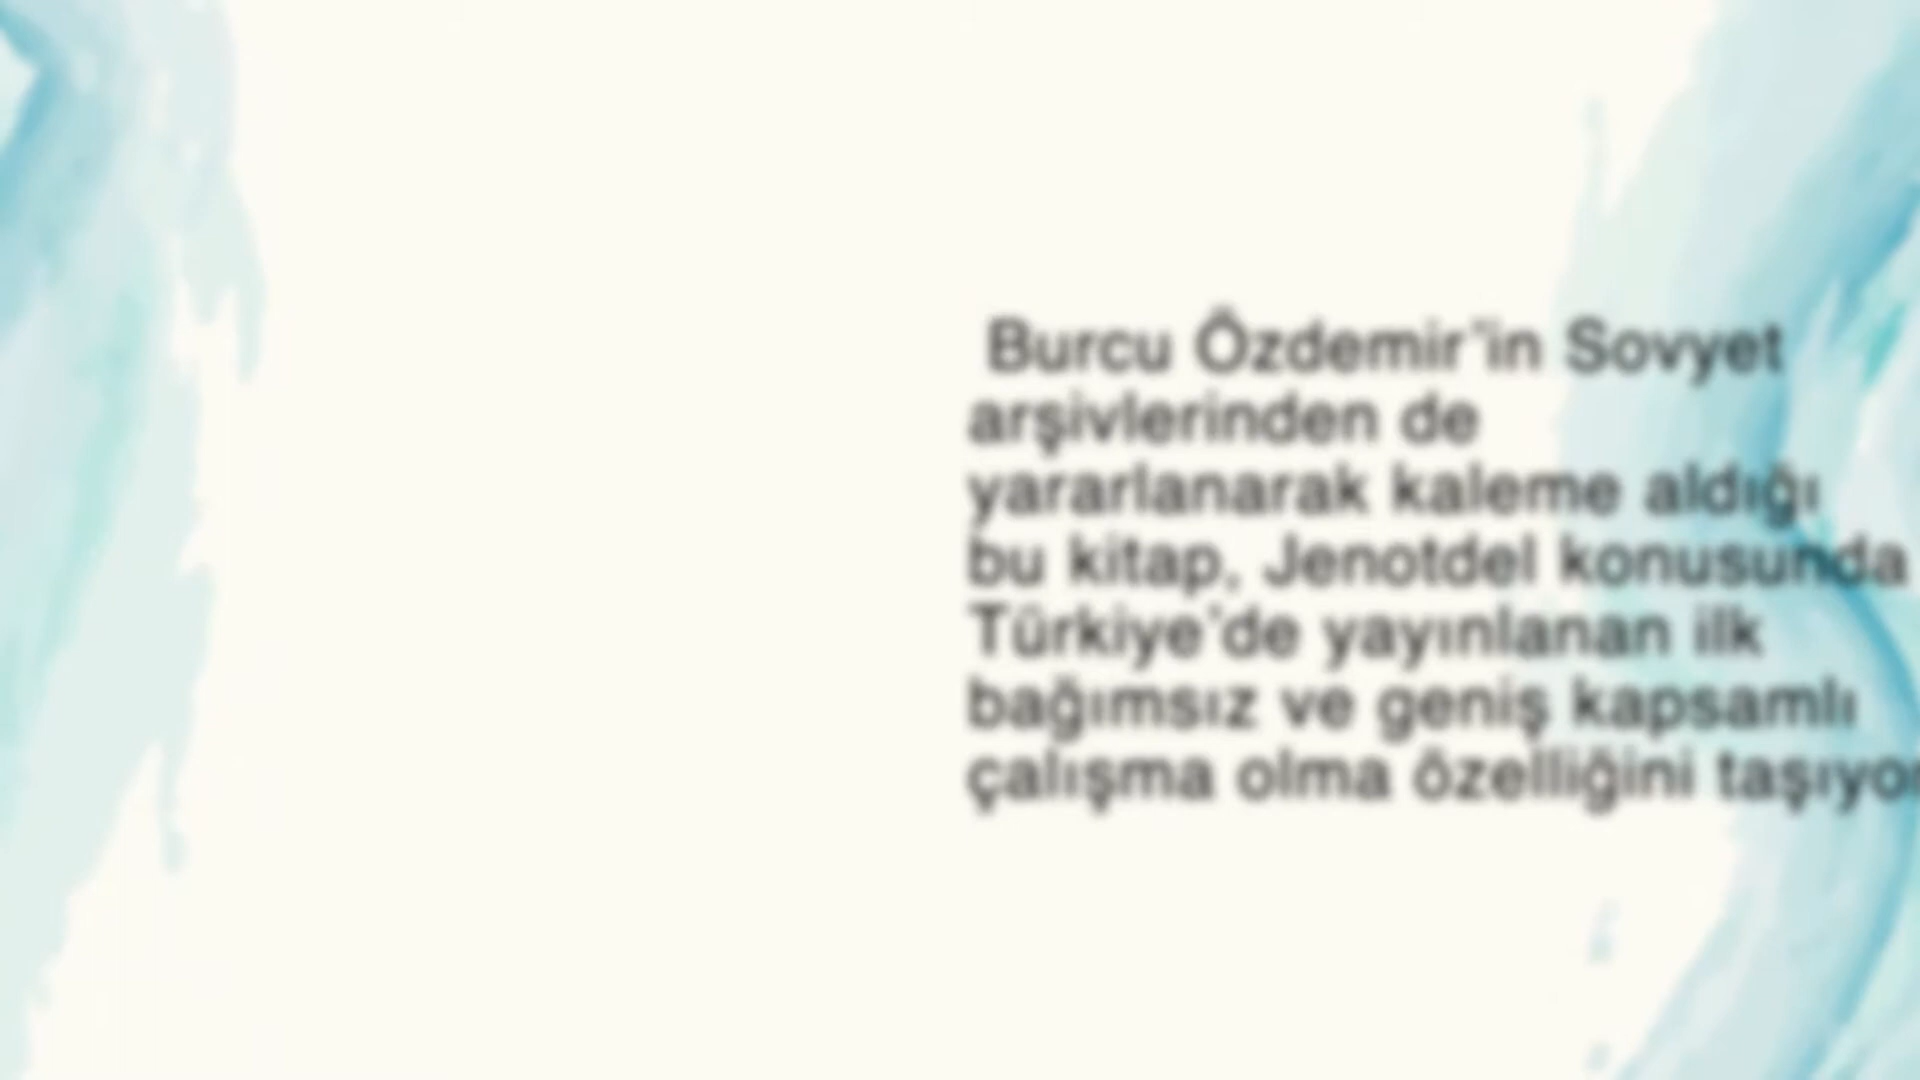 Burcu Özdemir'in Sovyet
arşivlerinden de
yararlanarak kaleme aldığı
bu kitap, Jenotdel konusunda
Türkiye'de yayınlanan ilk
bağımsız ve geniş kapsamlı
çalışma olma özelliğini taşıyor